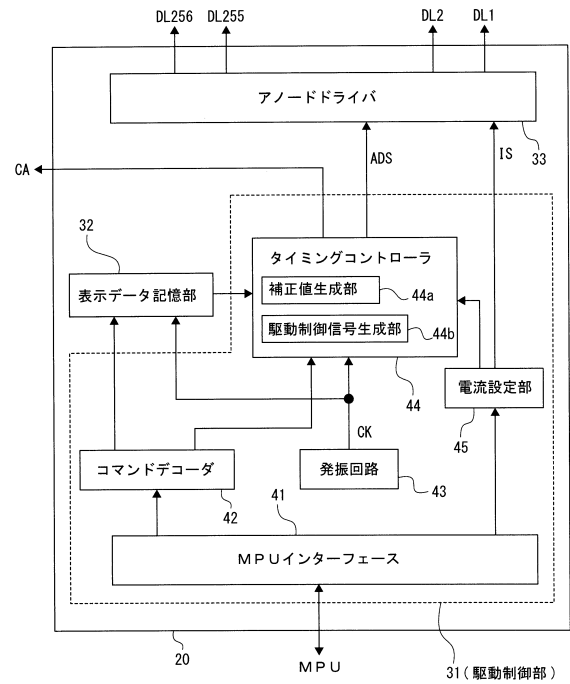 DL256 DL255 DL2 DL1
アノードドライバ
33
CA
ADS
IS
32
タイミングコントローラ
表示データ記憶部
補正値生成部
44a
駆動制御信号生成部
44b
44
電流設定部
45
CK
コマンドデコーダ
42
発振回路
43
41
MPUインターフェース
20
MPU
31(駆動制御部)